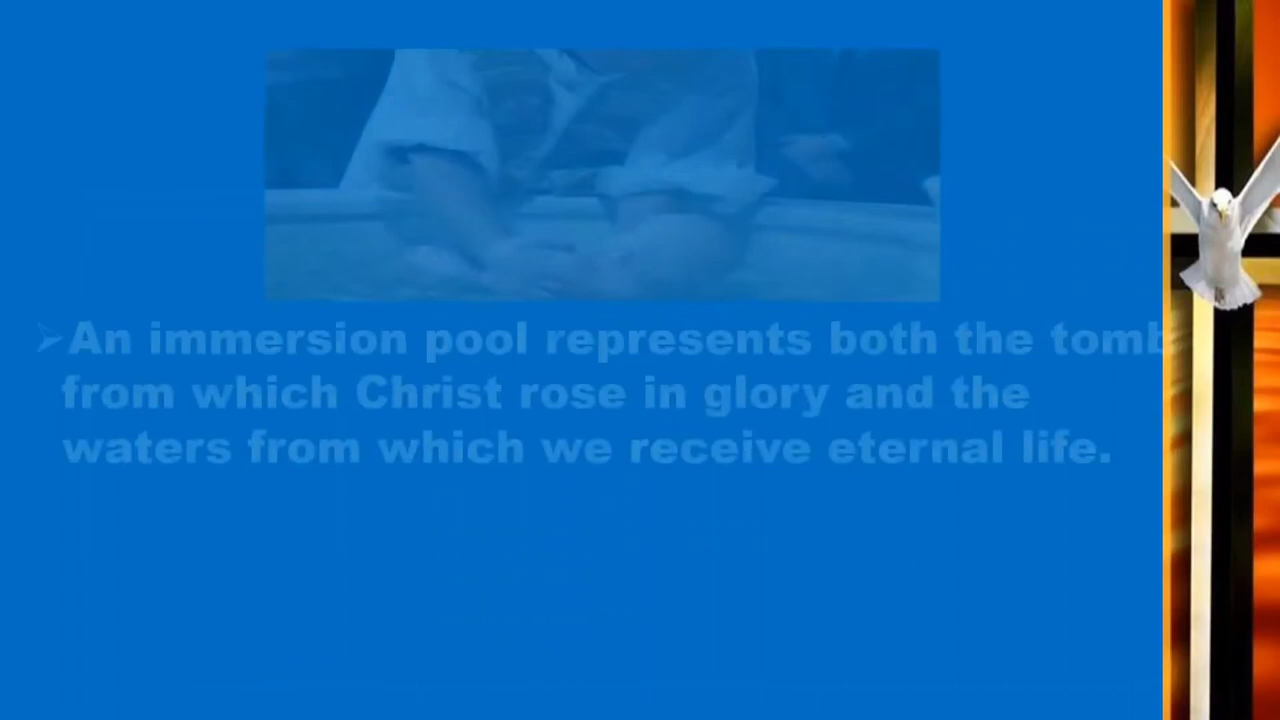 ➢An immersion pool represents both the tomb
from which Christ rose in glory and the
waters from which we receive eternal life.